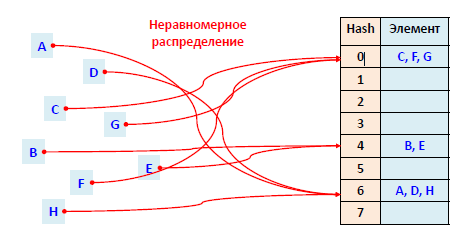 Неравномерное
распределение
A
D
C
G
B
E
F
H
Hash Элемент
0 C, F, G
1
2
3
4 B, E
5
6 A, D, H
7